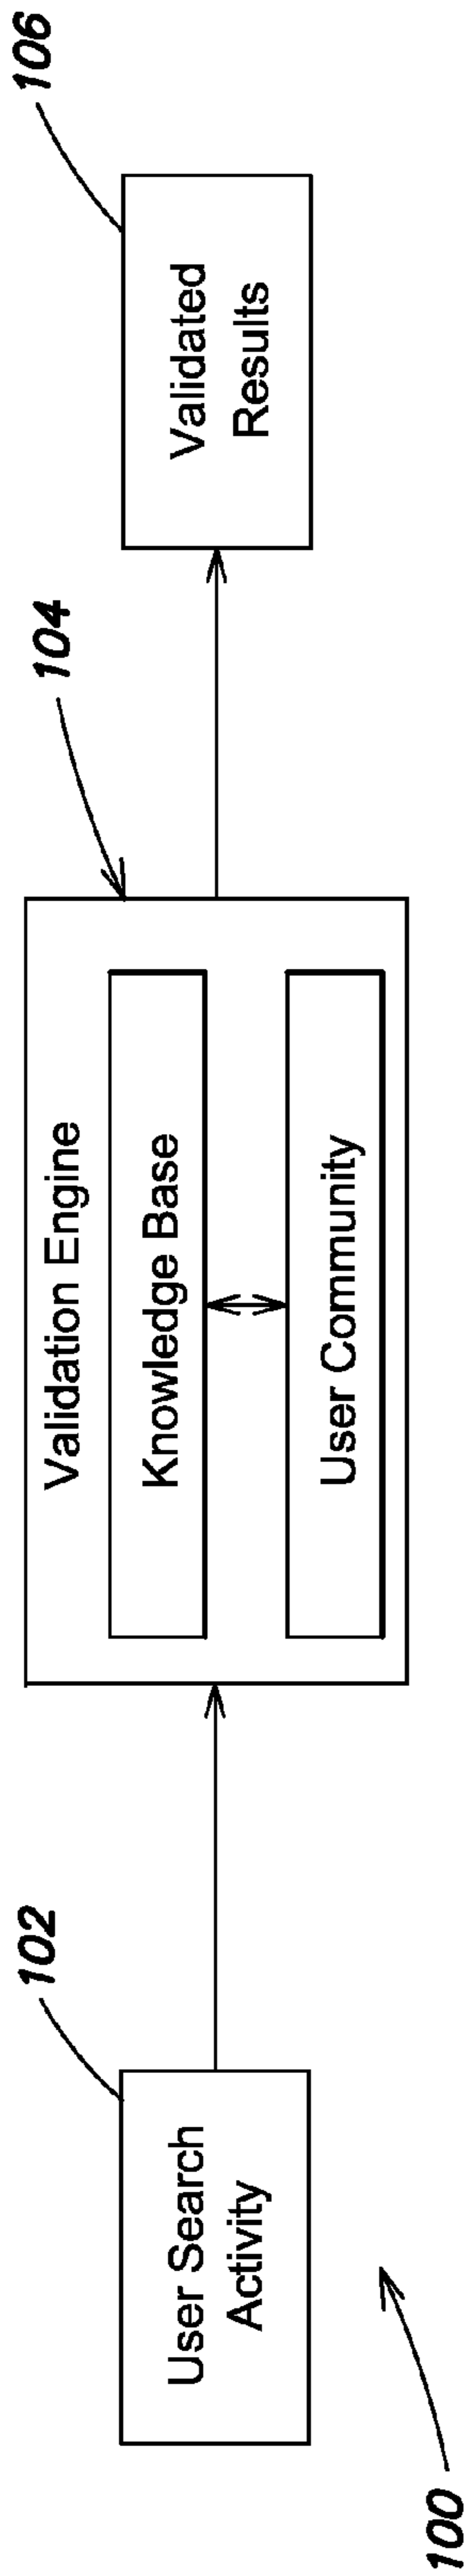 102
User Search
Activity
104
Validation Engine
Knowledge Base
User Community
106
Validated
Results
100